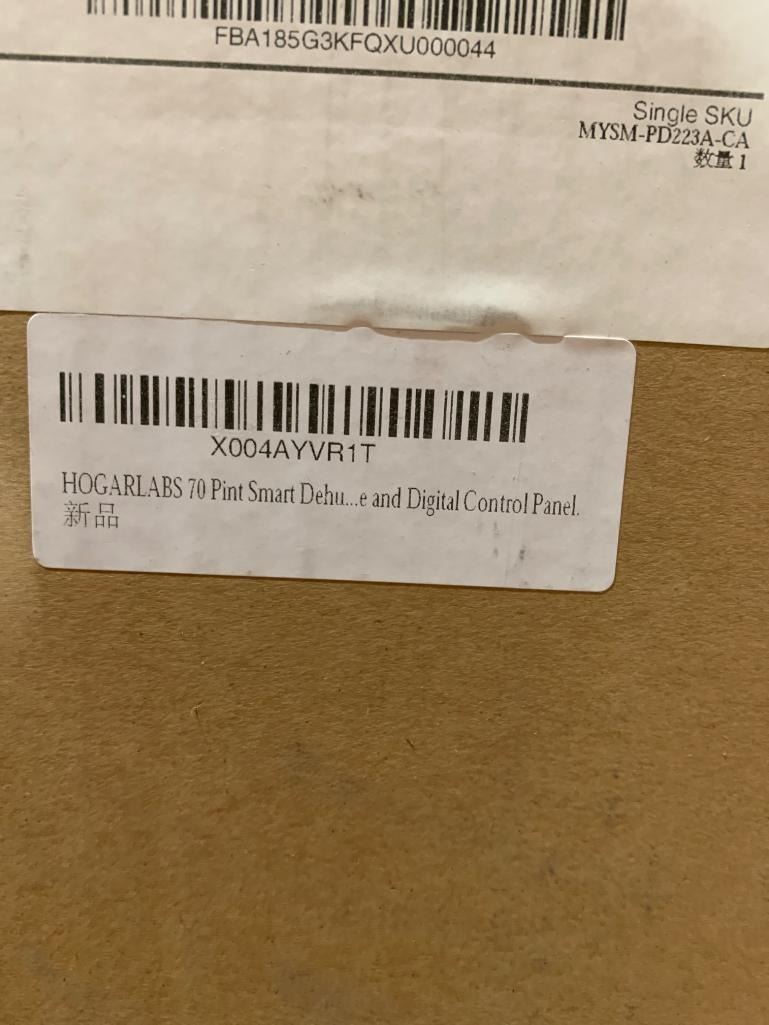 FBA185G3KFQXU000044
Single SKU
MYSM-PD223A-CA
数量 1
X004AYVR1T
HOGARLABS 70 Pint Smart Dehu...e and Digital Control Panel.
新品